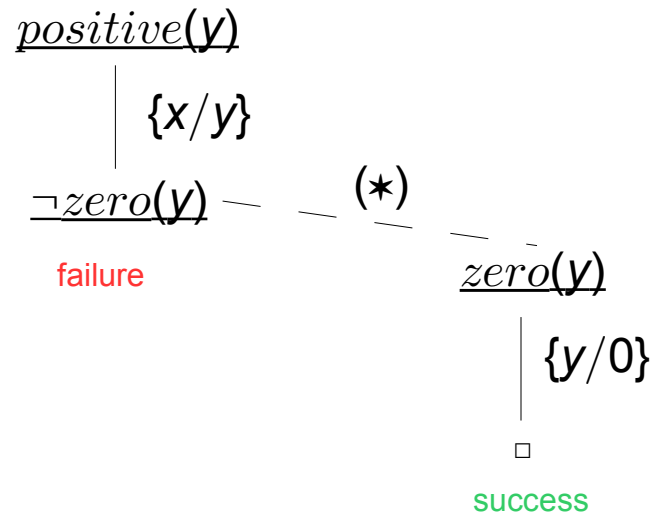 positive(y)
{x/y}
¬zero(y)
(✶)
failure
zero(y)
{y/0}
□
success